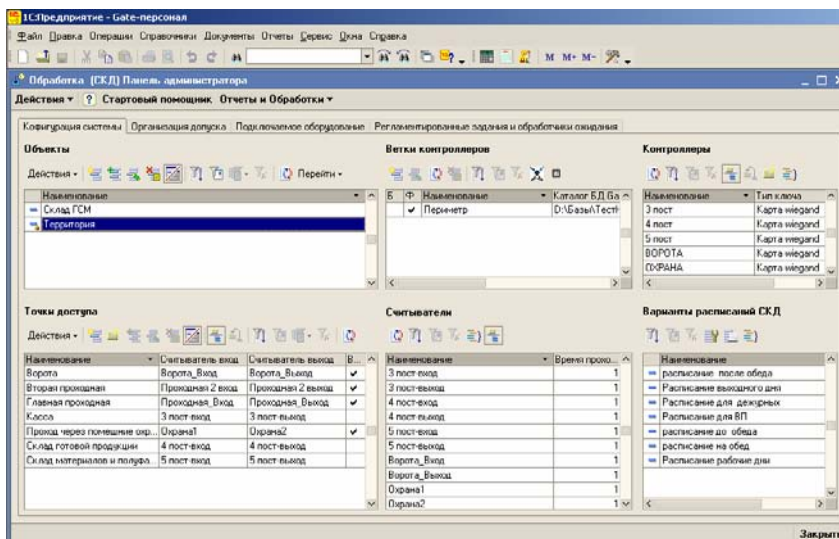 1С:Предприятие - Gate-персонал
Файл Правка Операции Справочники Документы Отчеты Сервис Окна Справка
M M+ M-
Обработка (СКД) Панель администратора
Действия ? Стартовый помощник Отчеты и Обработки
Кофигурация системы Организация допуска Подключаемое оборудование Регламентированные задания и обработчики ожидания
Объекты Ветки контроллеров Контроллеры
Действия Перейти
Наименование
Склад ГСМ
Территория
Б Ф Наименование Каталог БД Ga
Периметр D:\Базы\Тест\
Наименование Тип ключа
3 пост Карта wiegand
4 пост Карта wiegand
5 пост Карта wiegand
ВОРОТА Карта wiegand
ОХРАНА Карта wiegand
Точки доступа Считыватели Варианты расписаний СКД
Действия
Наименование Считыватель вход Считыватель выход В...
Ворота Ворота_Вход Ворота_Выход
Вторая проходная Проходная 2 вход Проходная 2 выход
Главная проходная Проходная_Вход Проходная_Выход
Касса 3 пост-вход 3 пост-выход
Проход через помещние охр... Охрана1 Охрана2
Склад готовой продукции 4 пост-вход 4 пост-выход
Склад материалов и полуфа... 5 пост-вход 5 пост-выход
Наименование Время прохо...
3 пост-вход 1
3 пост-выход 1
4 пост-вход 1
4 пост-выход 1
5 пост-вход 1
5 пост-выход 1
Ворота_Вход 1
Ворота_Выход 1
Охрана1 1
Охрана2 1
Наименование
расписание после обеда
Расписание выходного дня
Расписание для дежурных
Расписание для ВП
расписание до обеда
расписание на обед
Расписание рабочие дни
Закрыть